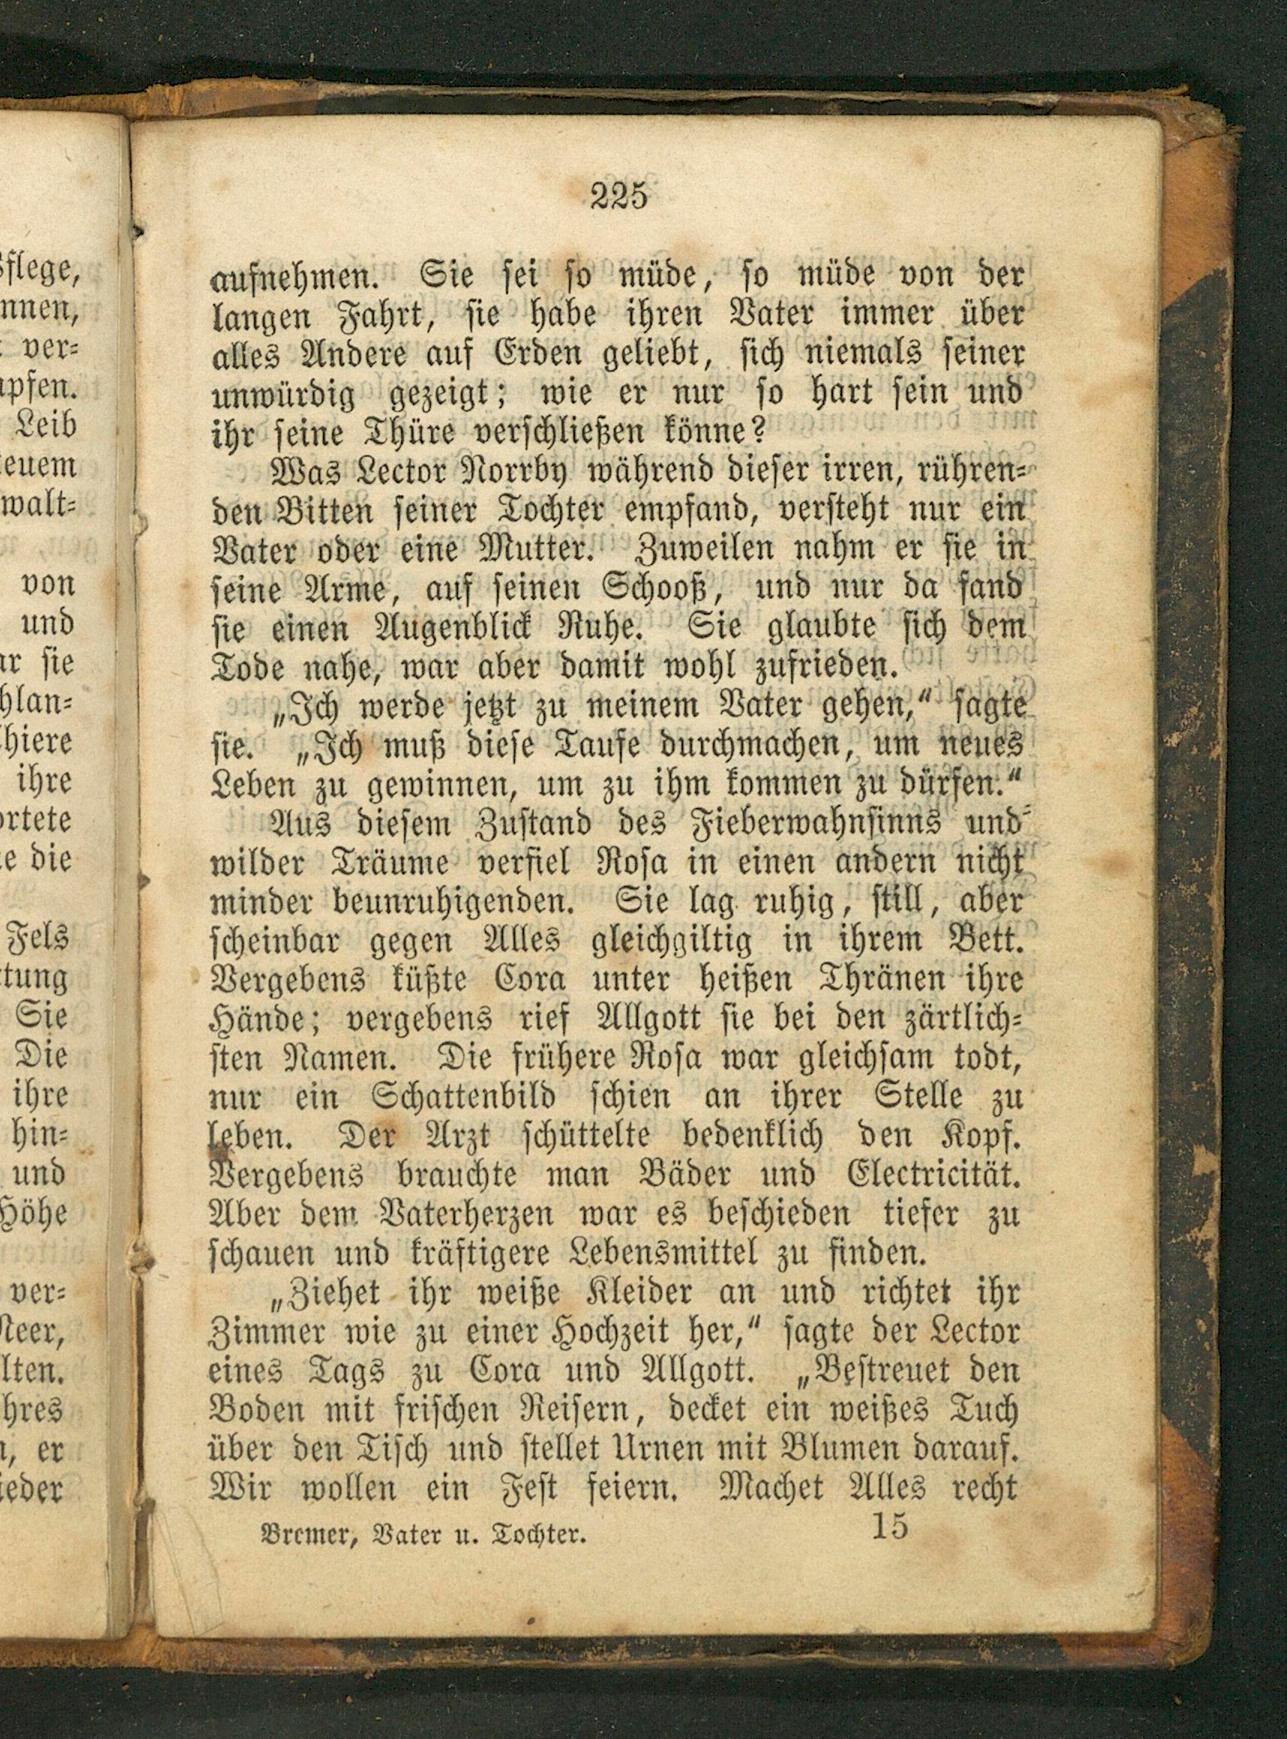 225
aufnehmen. Sie sei so müde, so müde von der
langen Fahrt, sie habe ihren Vater immer über
alles Andere auf Erden geliebt, sich niemals seiner
unwürdig gezeigt; wie er nur so hart sein und
ihr seine Thüre verschließen könne?
Was Lector Norrby während dieser irren, rühren-
den Bitten seiner Tochter empfand, versteht nur ein
Vater oder eine Mutter. Zuweilen nahm er sie in
seine Arme, auf seinen Schooß, und nur da fand
sie einen Augenblick Ruhe. Sie glaubte sich dem
Tode nahe, war aber damit wohl zufrieden.
„Ich werde jetzt zu meinem Vater gehen,“ sagte
sie. „Ich muß diese Taufe durchmachen, um neues
Leben zu gewinnen, um zu ihm kommen zu dürfen.“
Aus diesem Zustand des Fieberwahnsinns und
wilder Träume verfiel Rosa in einen andern nicht
minder beunruhigenden. Sie lag ruhig, still, aber
scheinbar gegen Alles gleichgiltig in ihrem Bett.
Vergebens küßte Cora unter heißen Thränen ihre
Hände; vergebens rief Allgott sie bei den zärtlich-
sten Namen. Die frühere Rosa war gleichsam todt,
nur ein Schattenbild schien an ihrer Stelle zu
leben. Der Arzt schüttelte bedenklich den Kopf.
Vergebens brauchte man Bäder und Electricität.
Aber dem Vaterherzen war es beschieden tiefer zu
schauen und kräftigere Lebensmittel zu finden.
„Ziehet ihr weiße Kleider an und richtet ihr
Zimmer wie zu einer Hochzeit her,“ sagte der Lector
eines Tags zu Cora und Allgott. „Bestreuet den
Boden mit frischen Reisern, decket ein weißes Tuch
über den Tisch und stellet Urnen mit Blumen darauf.
Wir wollen ein Fest feiern. Machet Alles recht
Bremer, Vater u. Tochter. 15